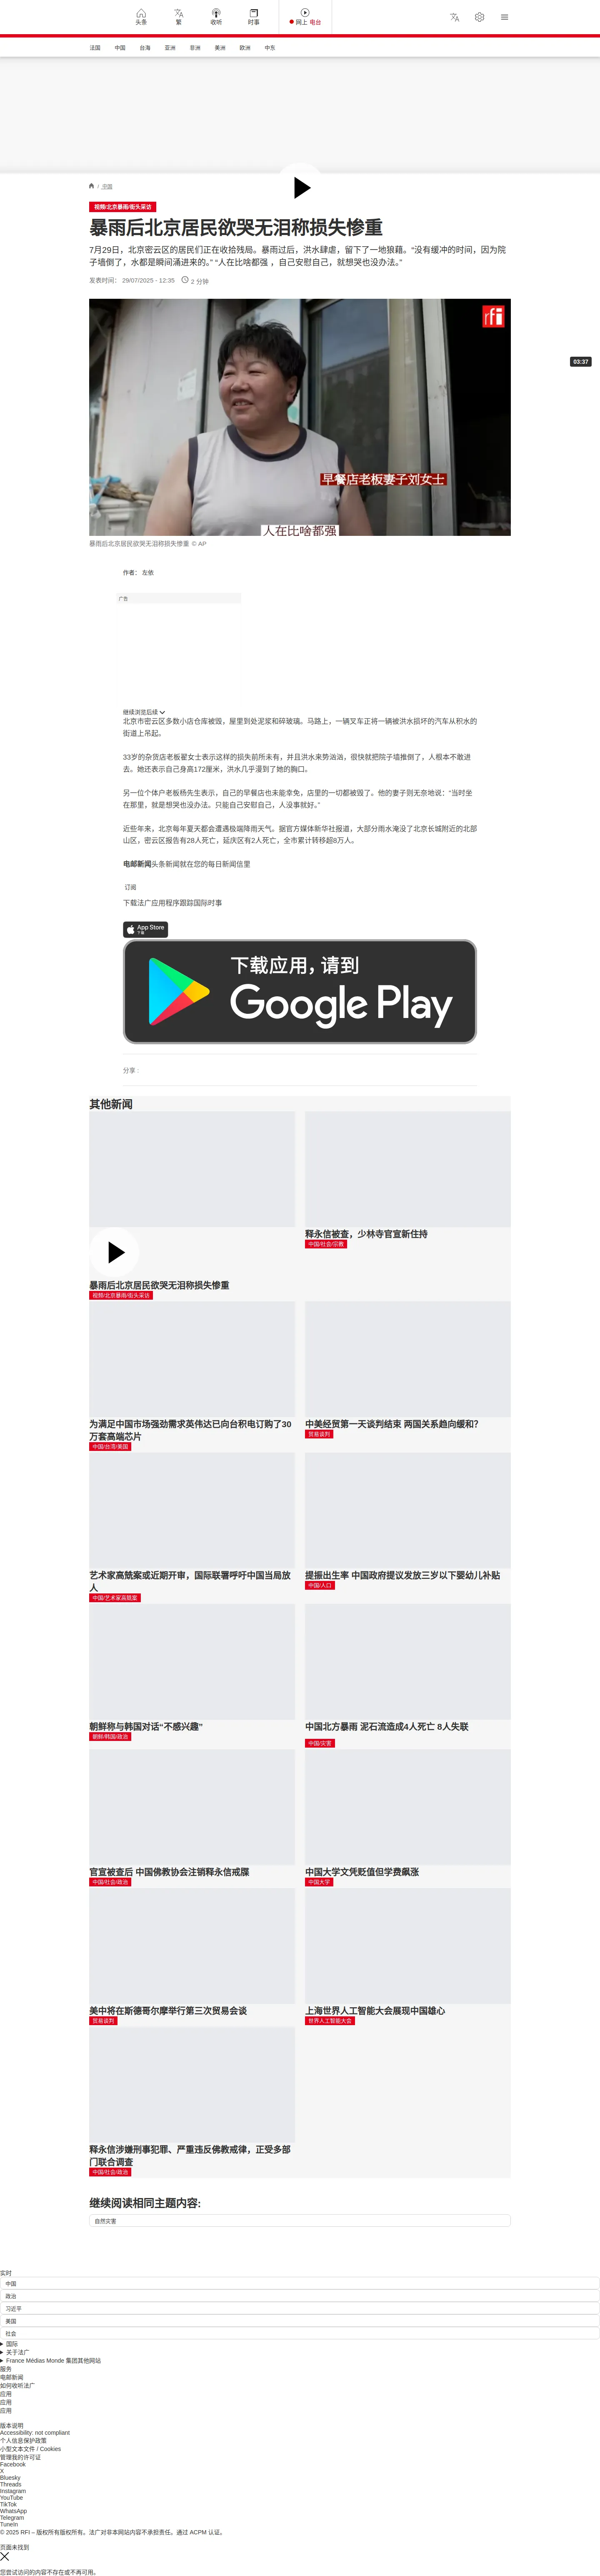 头条
繁
收听
时事
网上 电台
法国
中国
台海
亚洲
非洲
美洲
欧洲
中东
/ 中国
视频/北京暴雨/街头采访
暴雨后北京居民欲哭无泪称损失惨重
7月29日，北京密云区的居民们正在收拾残局。暴雨过后，洪水肆虐，留下了一地狼藉。“没有缓冲的时间，因为院
子墙倒了，水都是瞬间涌进来的。” “人在比啥都强 ，自己安慰自己，就想哭也没办法。”
发表时间： 29/07/2025 - 12:35
2 分钟
rfi
03:37
早餐店老板妻子刘女士
人在比啥都强
暴雨后北京居民欲哭无泪称损失惨重 © AP
作者： 左依
广告
继续浏览后续
北京市密云区多数小店仓库被毁，屋里到处泥浆和碎玻璃。马路上，一辆叉车正将一辆被洪水损坏的汽车从积水的
街道上吊起。
33岁的杂货店老板翟女士表示这样的损失前所未有，并且洪水来势汹汹，很快就把院子墙推倒了，人根本不敢进
去。她还表示自己身高172厘米，洪水几乎漫到了她的胸口。
另一位个体户老板杨先生表示，自己的早餐店也未能幸免，店里的一切都被毁了。他的妻子则无奈地说：“当时坐
在那里，就是想哭也没办法。只能自己安慰自己，人没事就好。”
近些年来，北京每年夏天都会遭遇极端降雨天气。据官方媒体新华社报道，大部分雨水淹没了北京长城附近的北部
山区，密云区报告有28人死亡，延庆区有2人死亡，全市累计转移超8万人。
电邮新闻头条新闻就在您的每日新闻信里
订阅
下载法广应用程序跟踪国际时事
App Store
下载
下载应用，请到
Google Play
分享 :
其他新闻
释永信被查，少林寺官宣新住持
中国/社会/宗教
暴雨后北京居民欲哭无泪称损失惨重
视频/北京暴雨/街头采访
为满足中国市场强劲需求英伟达已向台积电订购了30
万套高端芯片
中国/台湾/美国
中美经贸第一天谈判结束 两国关系趋向缓和？
贸易谈判
艺术家高兟案或近期开审，国际联署呼吁中国当局放
人
中国/艺术家高兟案
提振出生率 中国政府提议发放三岁以下婴幼儿补贴
中国/人口
朝鲜称与韩国对话“不感兴趣”
朝鲜/韩国/政治
中国北方暴雨 泥石流造成4人死亡 8人失联
中国/灾害
官宣被查后 中国佛教协会注销释永信戒牒
中国/社会/政治
中国大学文凭贬值但学费飙涨
中国大学
美中将在斯德哥尔摩举行第三次贸易会谈
贸易谈判
上海世界人工智能大会展现中国雄心
世界人工智能大会
释永信涉嫌刑事犯罪、严重违反佛教戒律，正受多部
门联合调查
中国/社会/政治
继续阅读相同主题内容:
自然灾害
实时
中国
政治
习近平
美国
社会
国际
关于法广
France Médias Monde 集团其他网站
服务
电邮新闻
如何收听法广
应用
应用
应用
版本说明
Accessibility: not compliant
个人信息保护政策
小型文本文件 / Cookies
管理我的许可证
Facebook
X
Bluesky
Threads
Instagram
YouTube
TikTok
WhatsApp
Telegram
TuneIn
© 2025 RFI – 版权所有版权所有。法广对非本网站内容不承担责任。通过 ACPM 认证。
页面未找到
您尝试访问的内容不存在或不再可用。